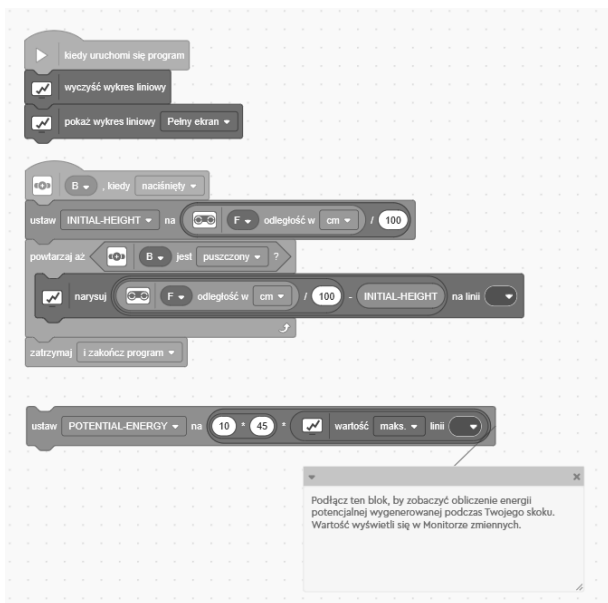 kiedy uruchomi się program
wyczyść wykres liniowy
pokaż wykres liniowy Pełny ekran
B , kiedy naciśnięty
ustaw INITIAL-HEIGHT na F odległość w cm / 100
powtarzaj aż B jest puszczony ?
narysuj F odległość w cm / 100 - INITIAL-HEIGHT na linii
zatrzymaj i zakończ program
ustaw POTENTIAL-ENERGY na 10 * 45 * wartość maks. linii
Podłącz ten blok, by zobaczyć obliczenie energii
potencjalnej wygenerowanej podczas Twojego skoku.
Wartość wyświetli się w Monitorze zmiennych.